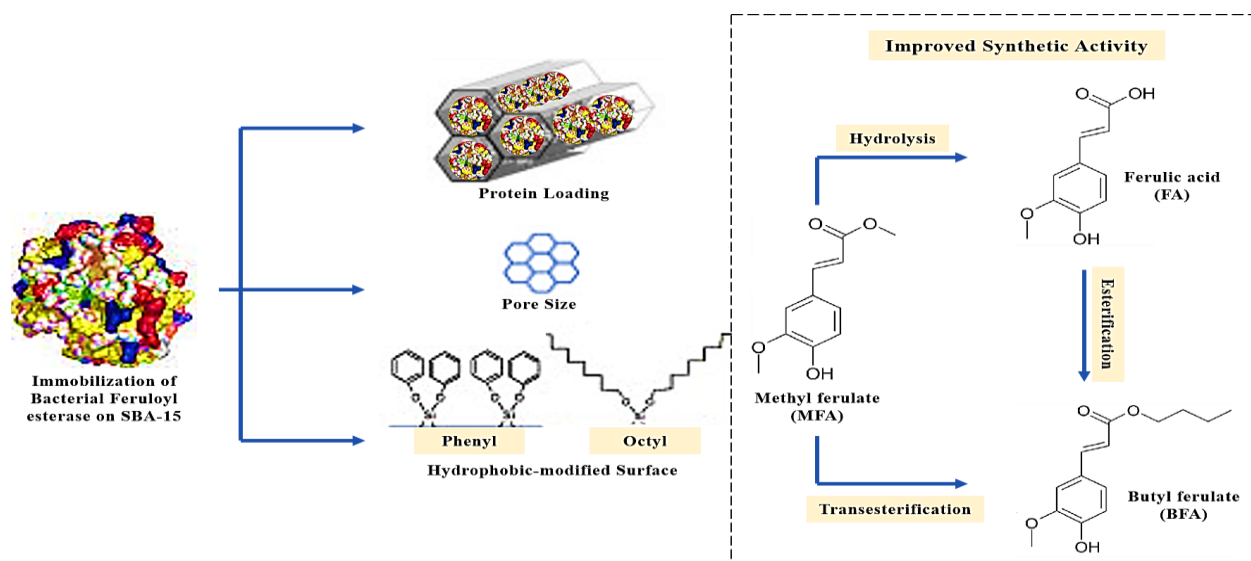 Immobilization of
Bacterial Feruloyl
esterase on SBA-15
Protein Loading
Pore Size
Phenyl
Octyl
Hydrophobic-modified Surface
Improved Synthetic Activity
Hydrolysis
O
OH
O
OH
Ferulic acid
(FA)
O
O
O
OH
Methyl ferulate
(MFA)
Esterification
Transesterification
O
O
O
OH
Butyl ferulate
(BFA)